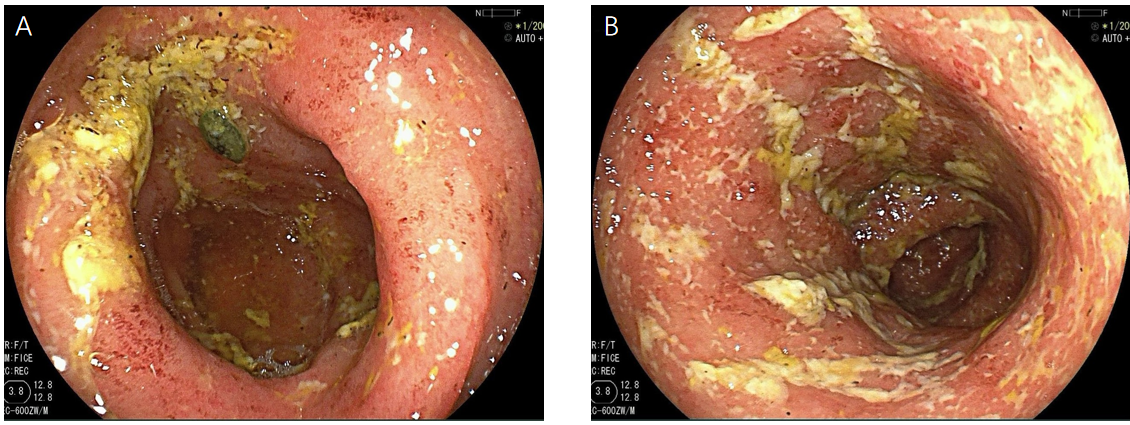 A
N F
*1/200
AUTO +
R:F/T
M:FICE
C:REC
3.8 12.8
12.8
C-600ZW/M
B
N F
*1/20
AUTO +
R:F/T
M:FICE
C:REC
3.8 12.8
12.8
C-600ZW/M